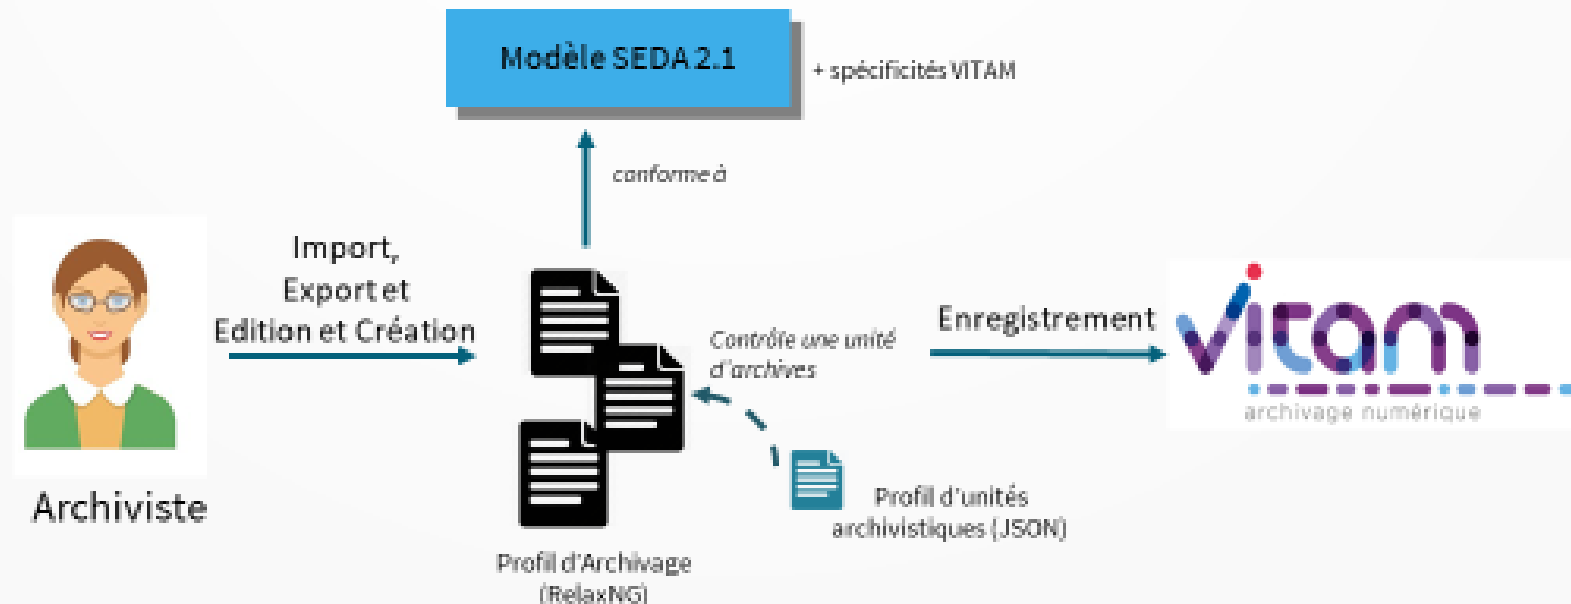 Modèle SEDA 2.1
+ spécificités VITAM
conforme à
Import,
Export et
Edition et Création
Contrôle une unité
d'archives
Enregistrement
vitam
archivage numérique
Archiviste
Profil d'unités
archivistiques (JSON)
Profil d'Archivage
(RelaxNG)